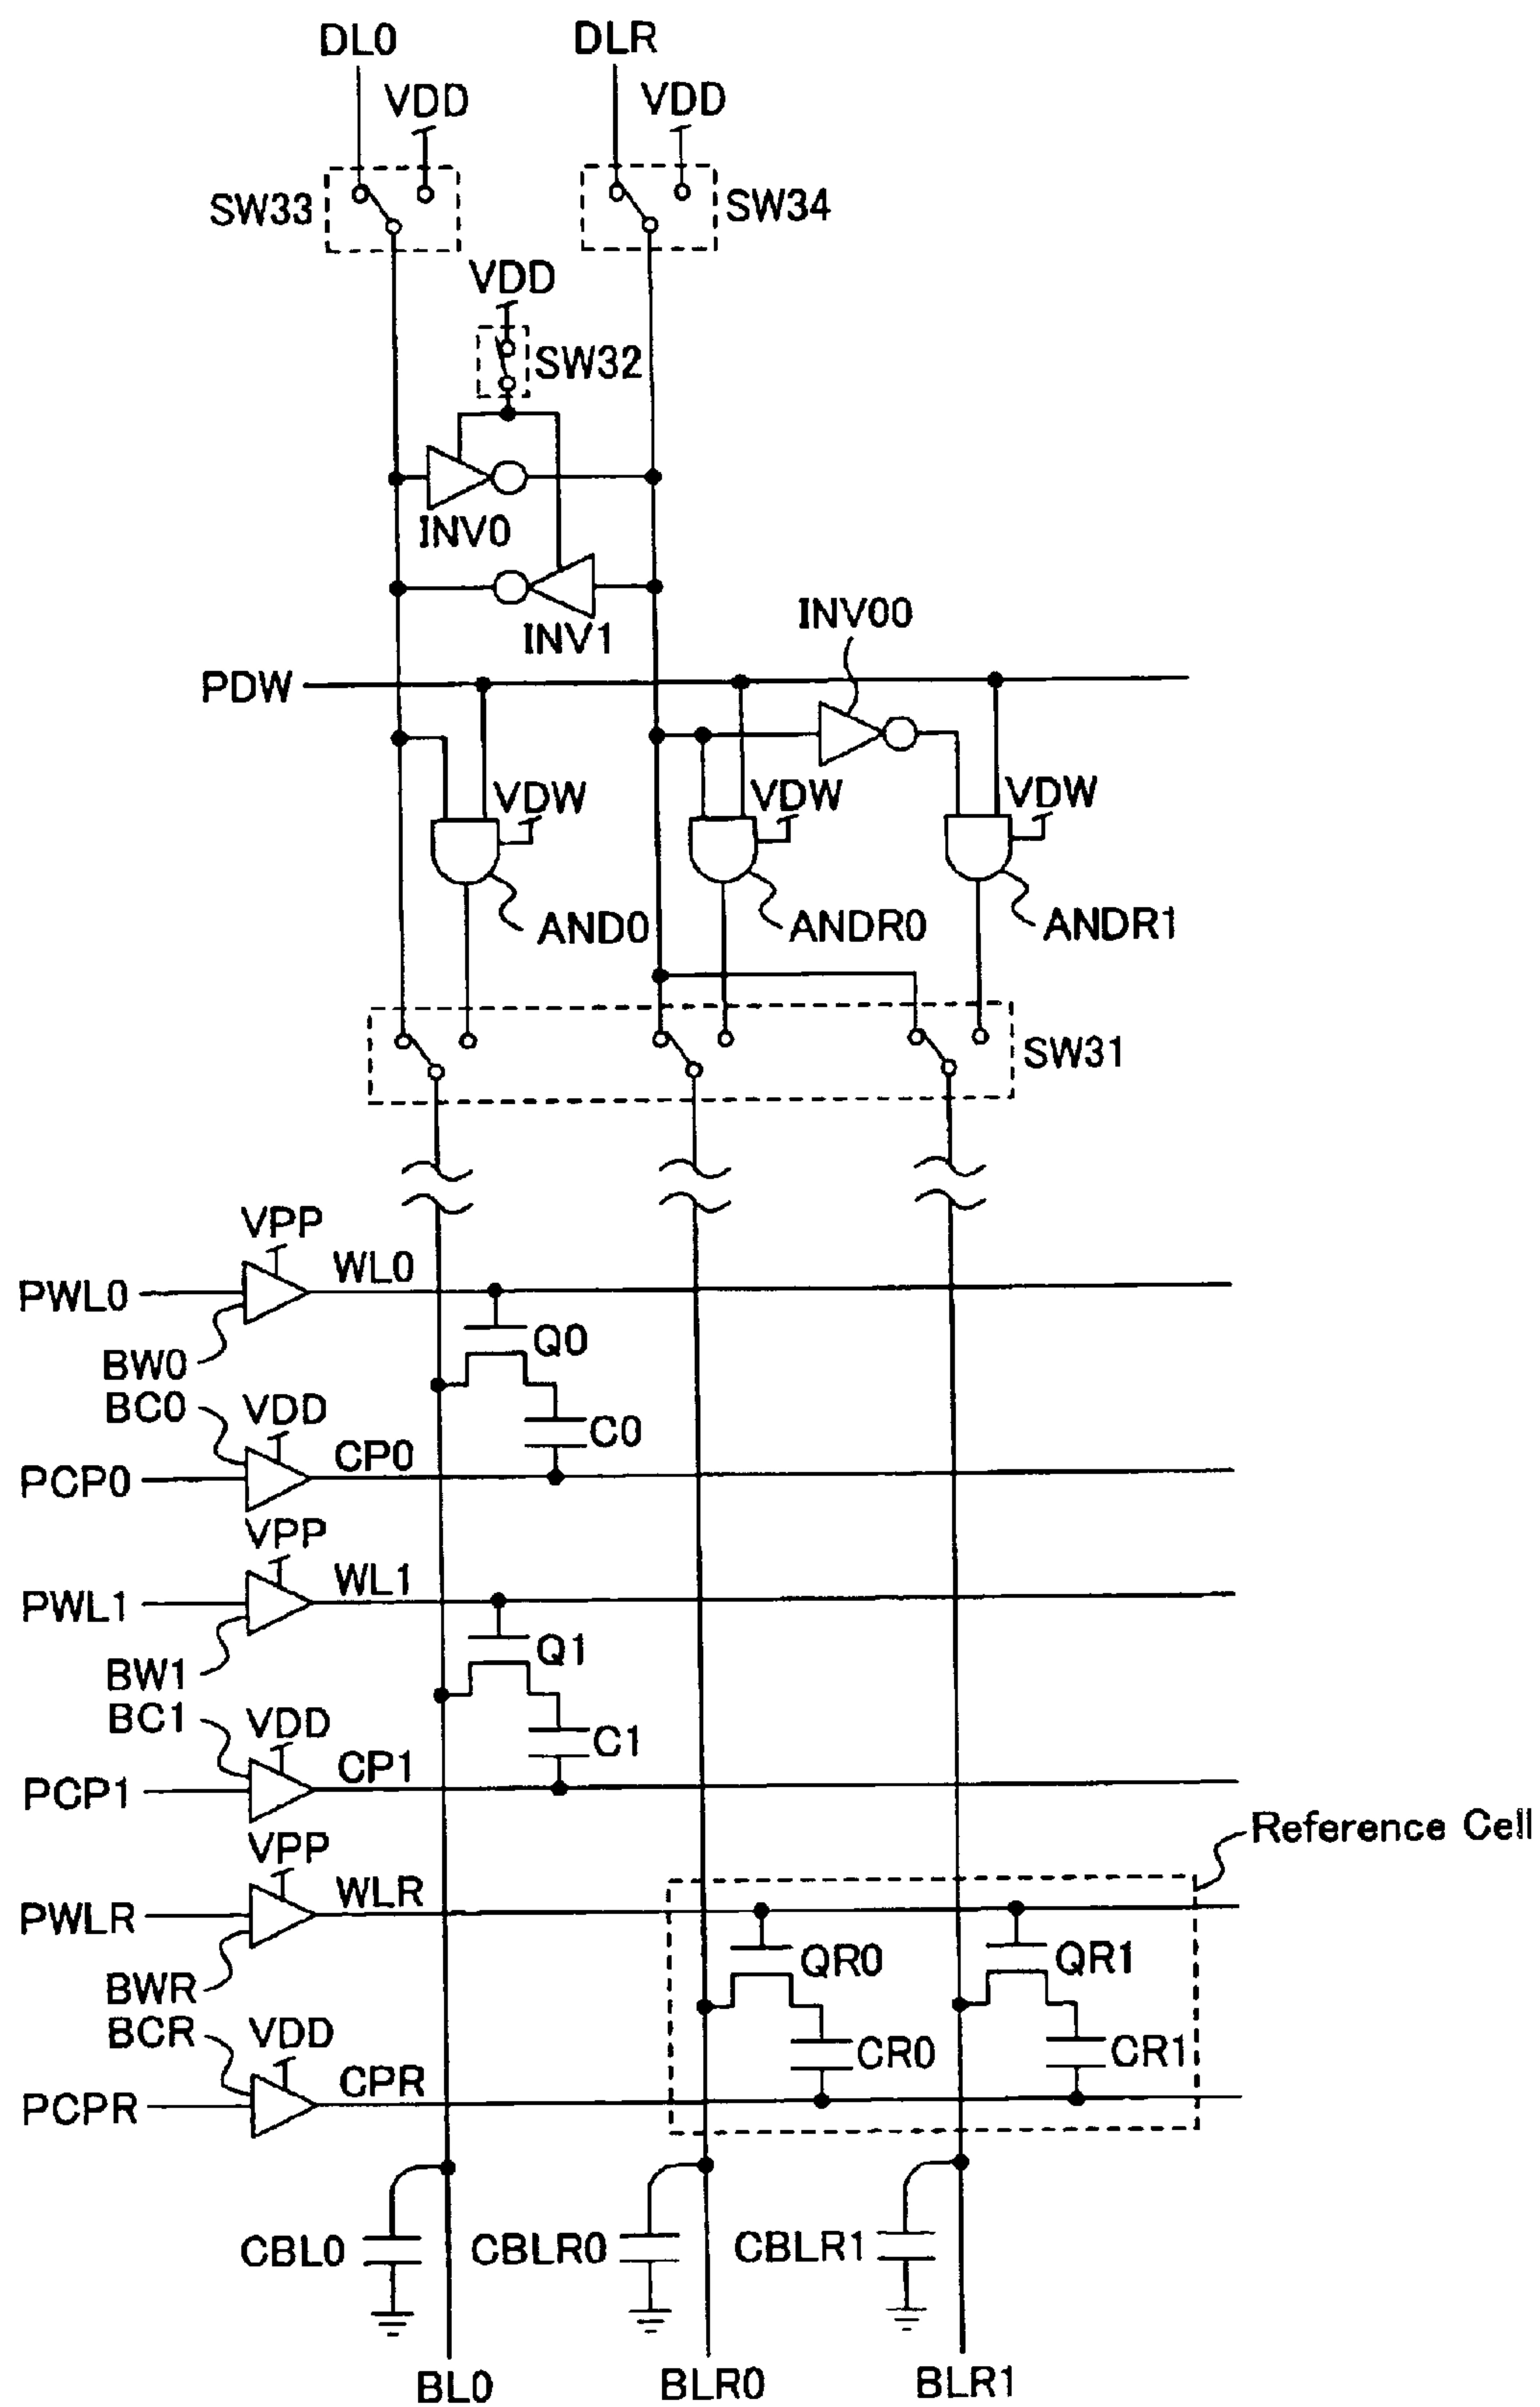 DL0
DLR
VDD
VDD
SW33
SW34
VDD
SW32
INV0
INV1
INV00
PDW
VDW
VDW
VDW
AND0
ANDR0
ANDR1
SW31
VPP
WL0
PWL0
Q0
BW0
BC0
VDD
C0
CP0
PCP0
VPP
WL1
PWL1
Q1
BW1
BC1
VDD
C1
CP1
PCP1
Reference Cell
VPP
WLR
PWLR
QR0
QR1
BWR
BCR
VDD
CR0
CR1
CPR
PCPR
CBL0
CBLR0
CBLR1
BL0
BLR0
BLR1